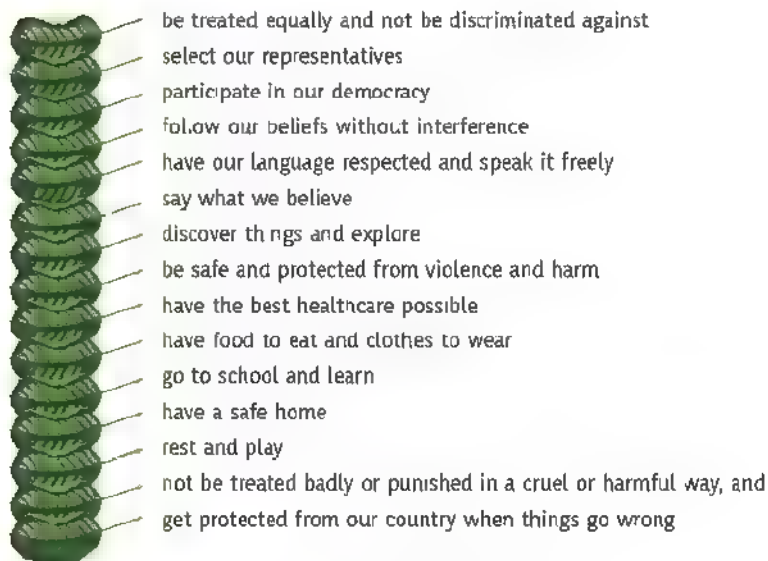 be treated equally and not be discriminated against
select our representatives
participate in our democracy
follow our beliefs without interference
have our language respected and speak it freely
say what we believe
discover things and explore
be safe and protected from violence and harm
have the best healthcare possible
have food to eat and clothes to wear
go to school and learn
have a safe home
rest and play
not be treated badly or punished in a cruel or harmful way, and
get protected from our country when things go wrong